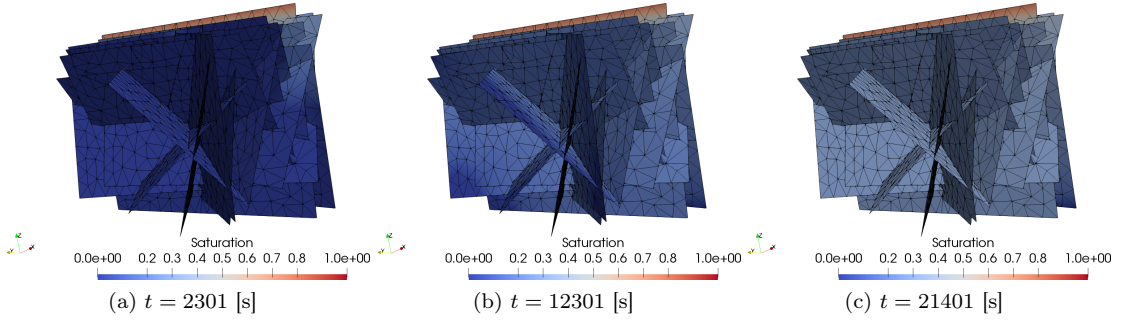 Z
Y
X
Saturation
0.0e+00 0.2 0.3 0.4 0.5 0.6 0.7 0.8 1.0e+00
(a) t = 2301 [s]
Z
Y
X
Saturation
0.0e+00 0.2 0.3 0.4 0.5 0.6 0.7 0.8 1.0e+00
(b) t = 12301 [s]
Z
Y
X
Saturation
0.0e+00 0.2 0.3 0.4 0.5 0.6 0.7 0.8 1.0e+00
(c) t = 21401 [s]